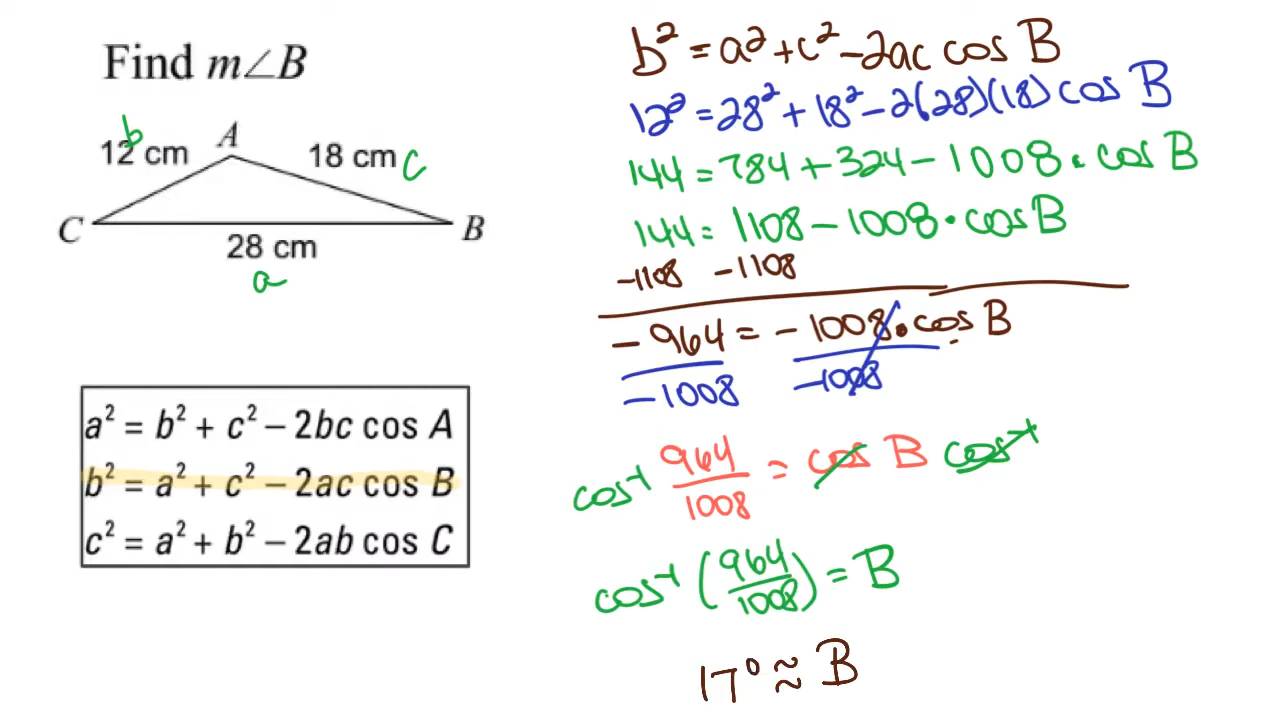 Find m∠B
b
12 cm
A
18 cm c
C
B
28 cm
a
a² = b² + c² − 2bc cos A
b² = a² + c² − 2ac cos B
c² = a² + b² − 2ab cos C
b² = a² + c² − 2ac cos B
12² = 28² + 18² − 2(28)(18) cos B
144 = 784 + 324 − 1008 • cos B
144 = 1108 − 1008 • cos B
−1108 −1108
−964 = −1008 • cos B
−1008 −1008
cos⁻¹ 964/1008 = cos B cos⁻¹
cos⁻¹ (964/1008) = B
17° ≈ B